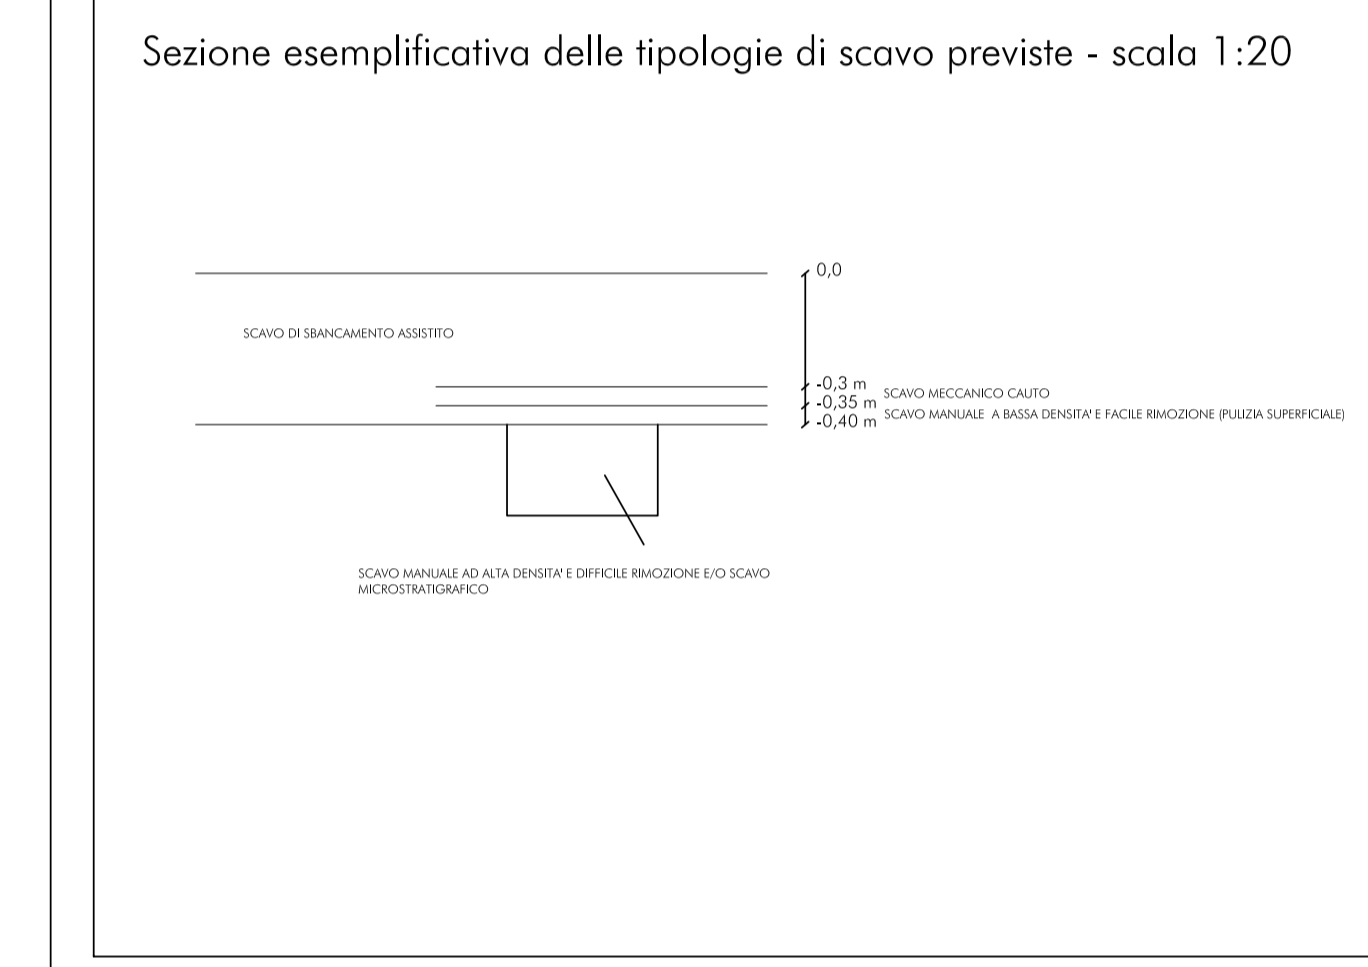 Sezione esemplificativa delle tipologie di scavo previste - scala 1:20
0,0
SCAVO DI SBANCAMENTO ASSISTITO
-0,3 m
SCAVO MECCANICO CAUTO
-0,35 m
SCAVO MANUALE A BASSA DENSITA' E FACILE RIMOZIONE (PULIZIA SUPERFICIALE)
-0,40 m
SCAVO MANUALE AD ALTA DENSITA' E DIFFICILE RIMOZIONE E/O SCAVO
MICROSTRATIGRAFICO